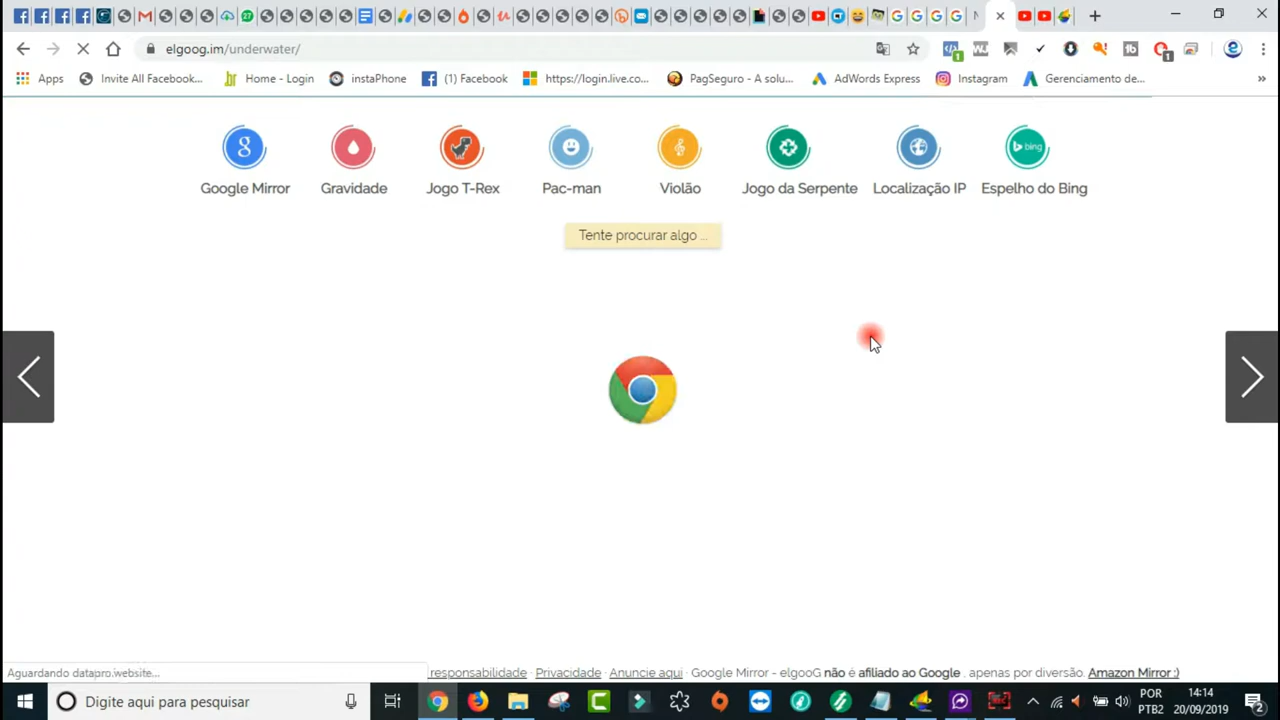 elgoog.im/underwater/
Apps
Invite All Facebook...
Home - Login
instaPhone
(1) Facebook
https://login.live.co...
PagSeguro - A solu...
AdWords Express
Instagram
Gerenciamento de...
»
Google Mirror
Gravidade
Jogo T-Rex
Pac-man
Violão
Jogo da Serpente
Localização IP
bing
Espelho do Bing
Tente procurar algo ...
Aguardando datapro.website...
responsabilidade · Privacidade · Anuncie aqui · Google Mirror - elgooG não é afiliado ao Google , apenas por diversão. Amazon Mirror :)
Digite aqui para pesquisar
POR
PTB2
14:14
20/09/2019
2